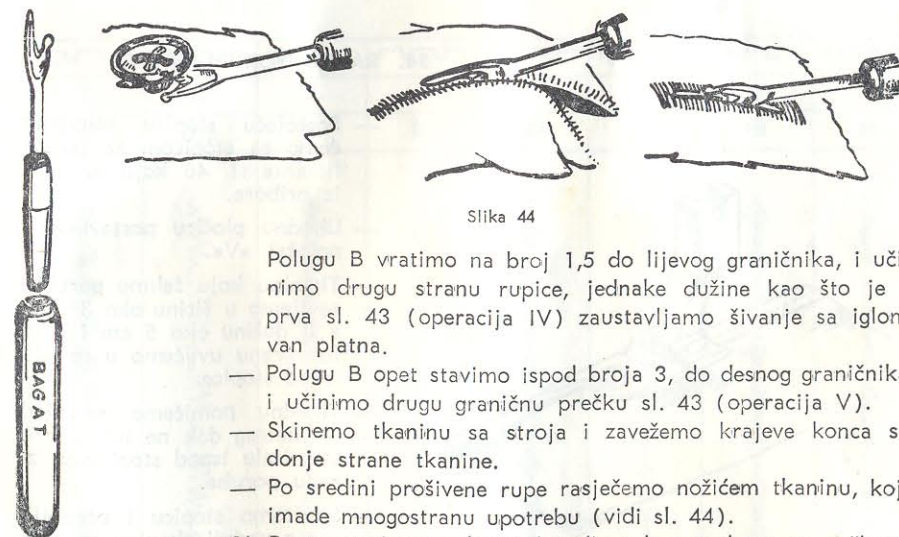 BAGAT
Slika 44
Polugu B vratimo na broj 1,5 do lijevog graničnika, i uči
nimo drugu stranu rupice, jednake dužine kao što je
prva sl. 43 (operacija IV) zaustavljamo šivanje sa iglon
van platna.
— Polugu B opet stavimo ispod broja 3, do desnog graničnika
i učinimo drugu graničnu prečku sl. 43 (operacija V).
— Skinemo tkaninu sa stroja i zavežemo krajeve konca s
donje strane tkanine.
— Po sredini prošivene rupe rasječemo nožićem tkaninu, koj
imade mnogostranu upotrebu (vidi sl. 44).